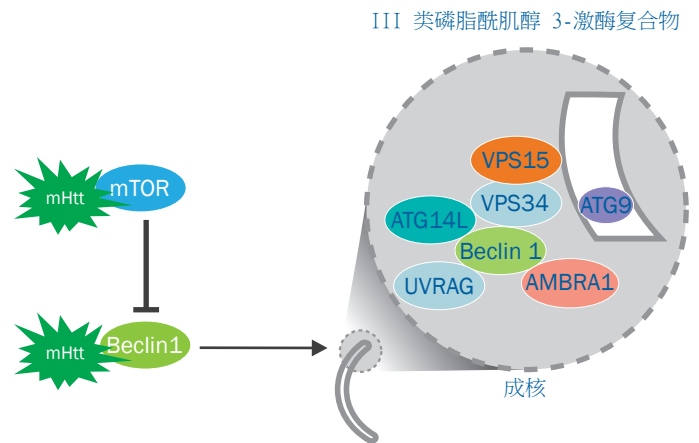 III 类磷脂酰肌醇 3-激酶复合物
VPS15
mHtt
mTOR
VPS34
ATG9
ATG14L
Beclin 1
UVRAG
AMBRA1
mHtt
Beclin1
成核